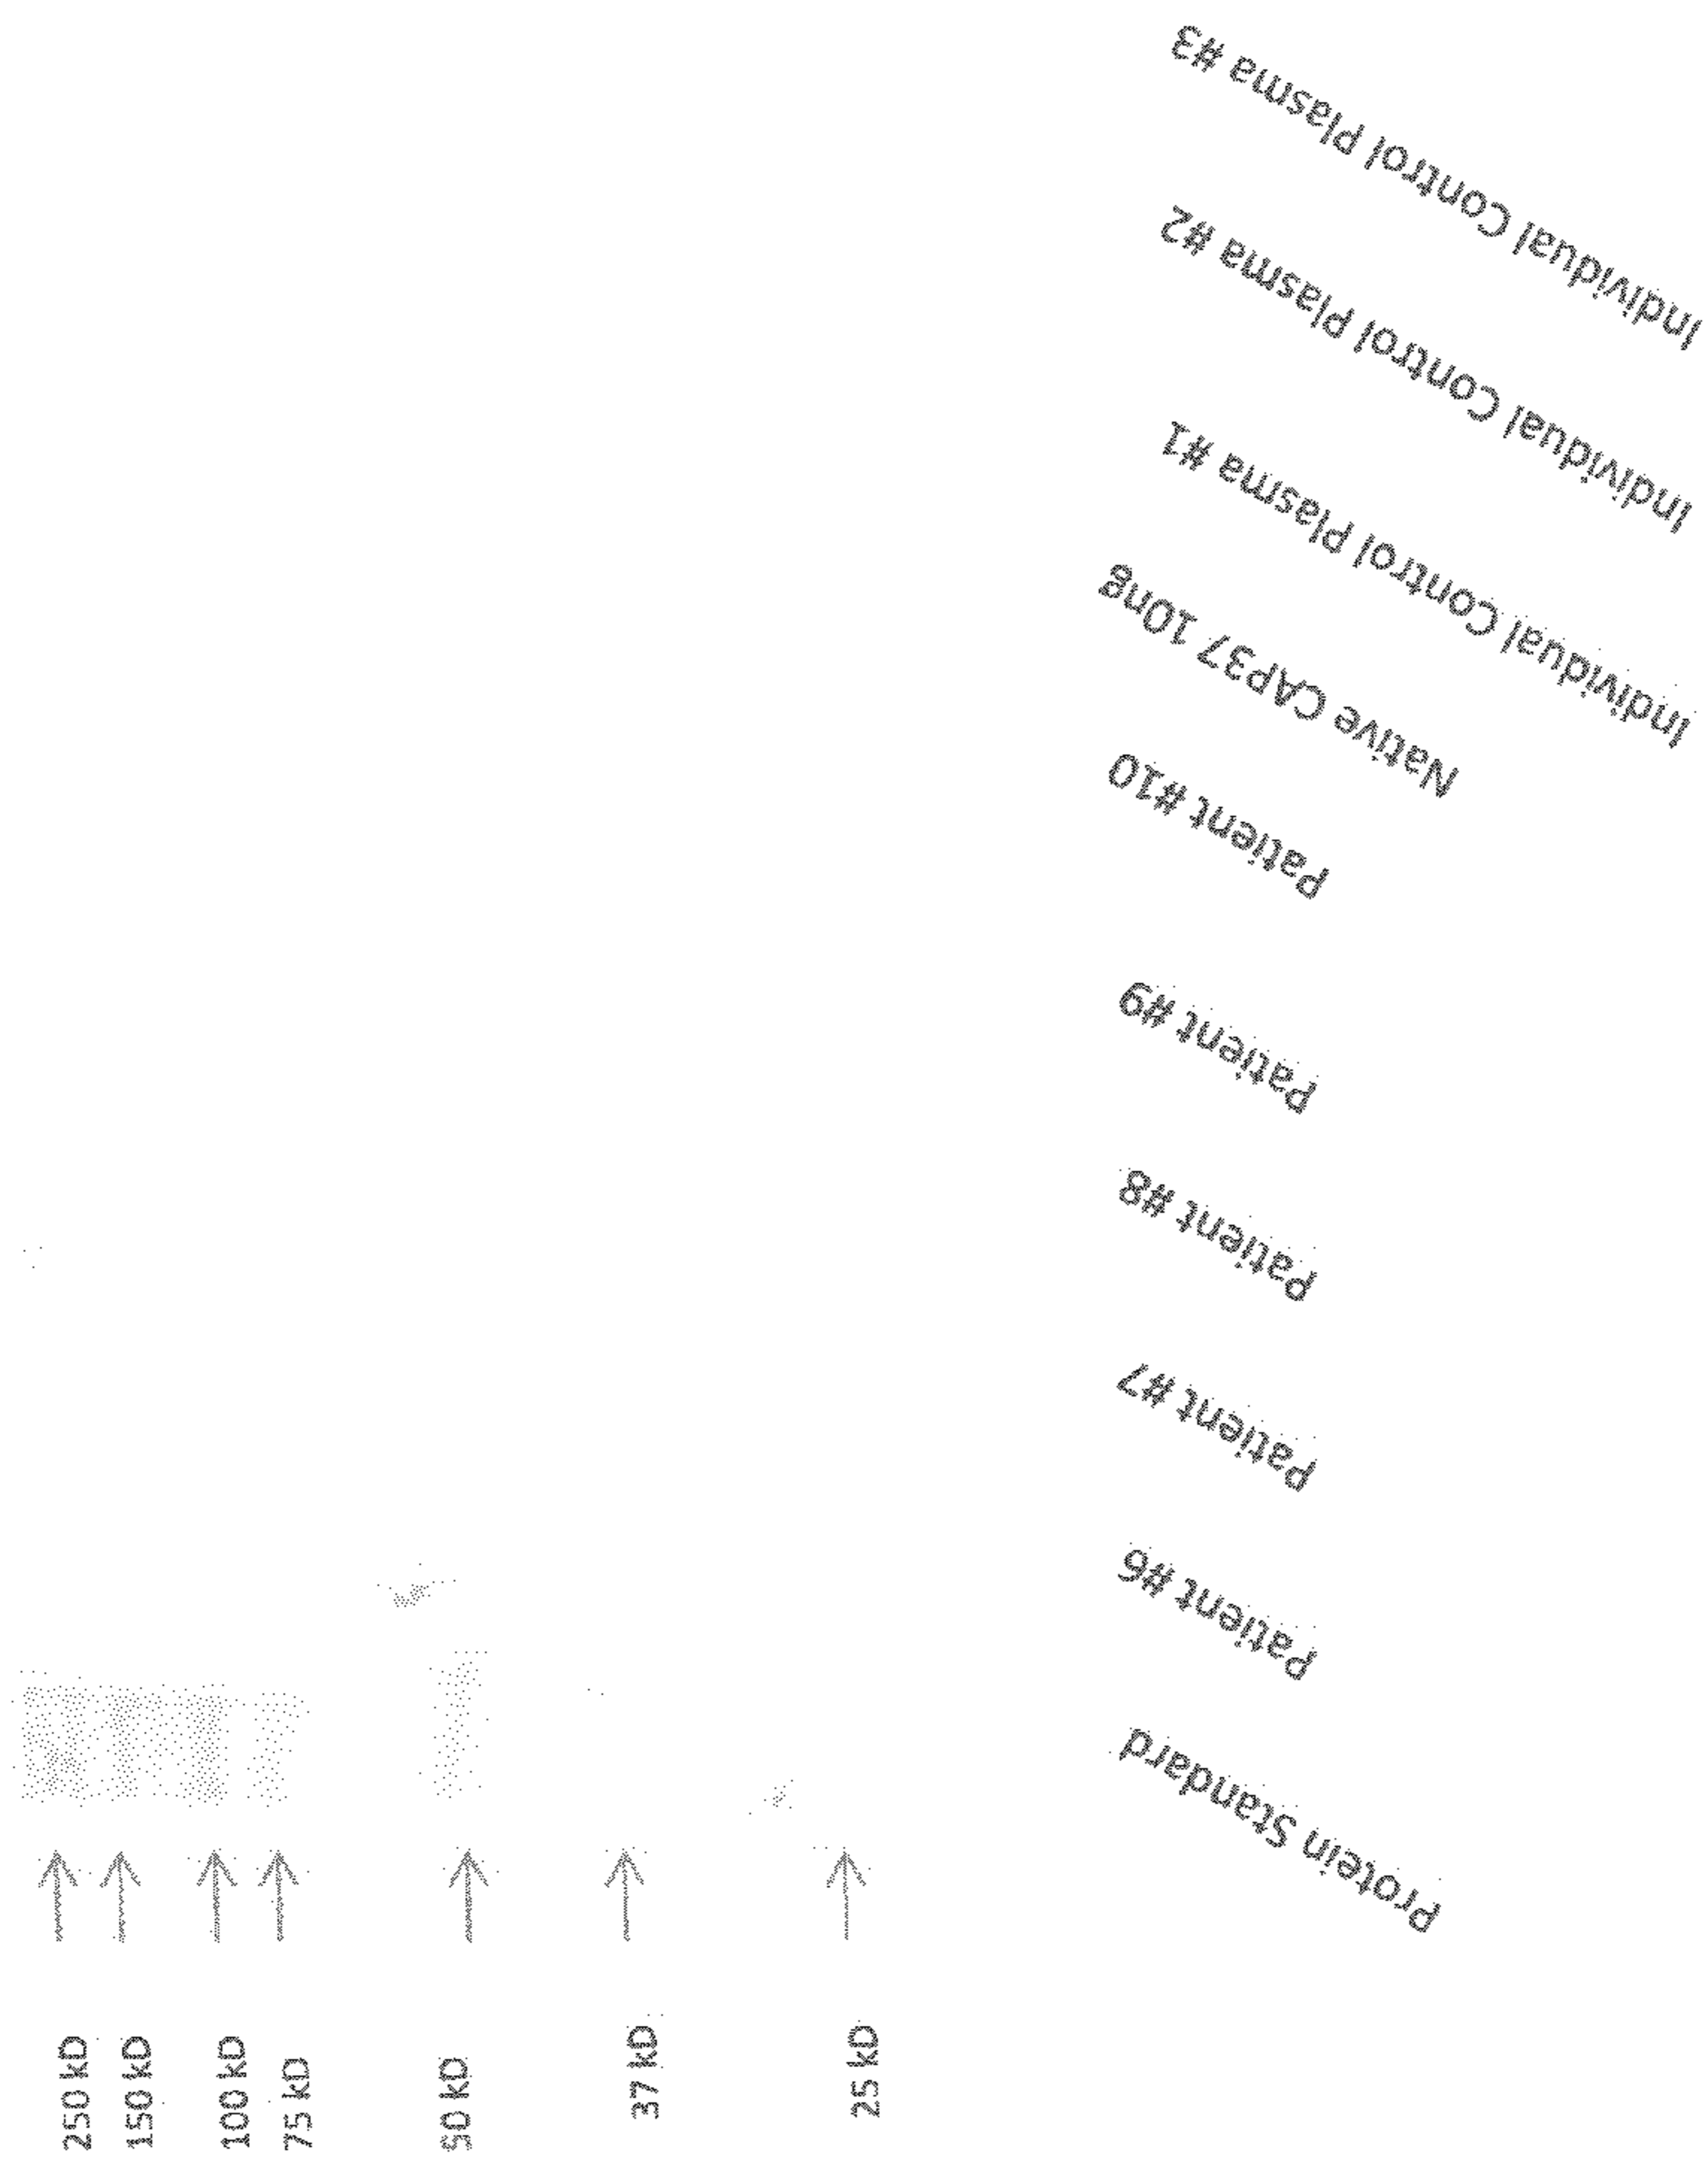 250 kD
150 kD
100 kD
75 kD
50 kD
37 kD
25 kD
Protein Standard
Patient #6
Patient #7
Patient #8
Patient #9
Patient #10
Native CAP37 10ng
Individual Control Plasma #1
Individual Control Plasma #2
Individual Control Plasma #3